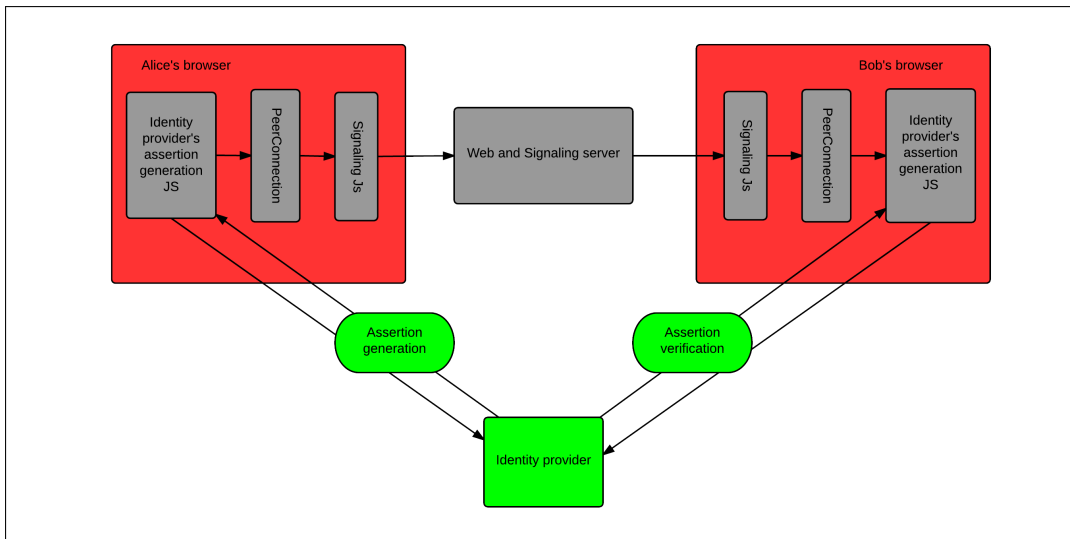 Alice's browser
Bob's browser
Identity
provider's
assertion
generation
JS
PeerConnection
Signaling Js
Web and Signaling server
Signaling Js
PeerConnection
Identity
provider's
assertion
generation
JS
Assertion
generation
Assertion
verification
Identity provider